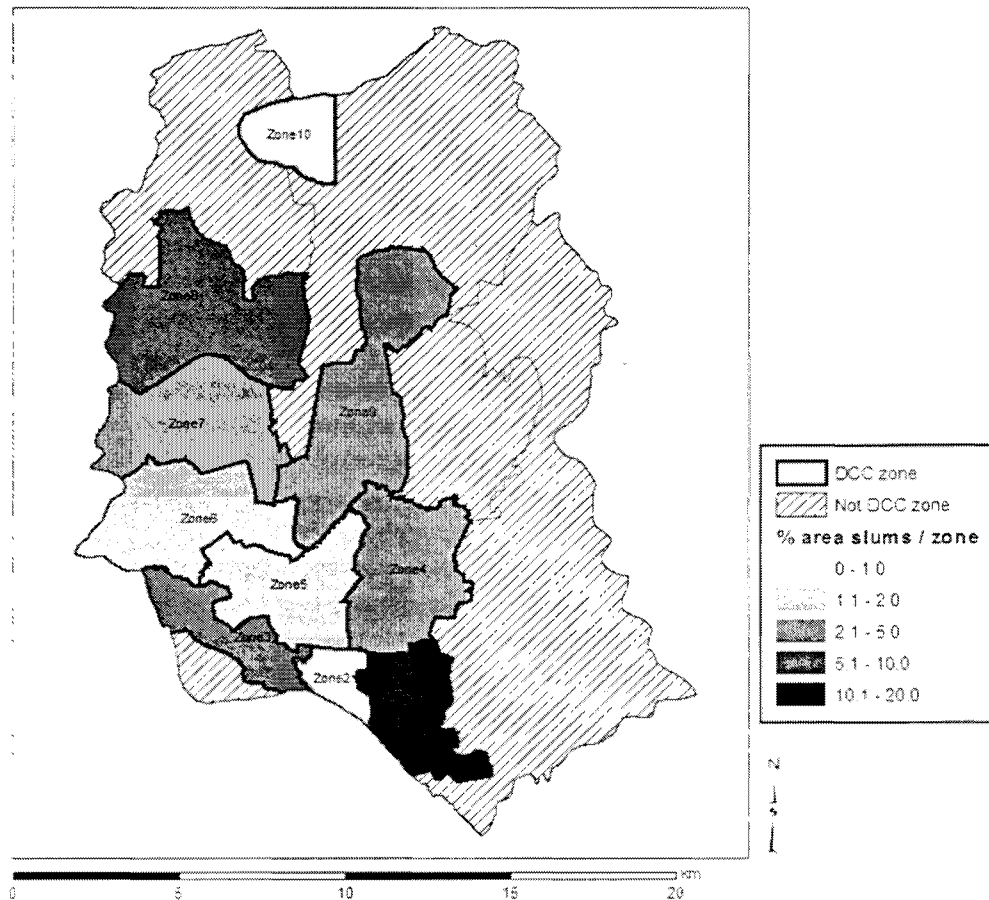 Zone10
Zone8
Zone9
Zone7
Zone6
Zone5
Zone4
Zone3
Zone2
DCC zone
Not DCC zone
% area slums / zone
0 - 1.0
1.1 - 2.0
2.1 - 5.0
5.1 - 10.0
10.1 - 20.0
N
km
0 5 10 15 20